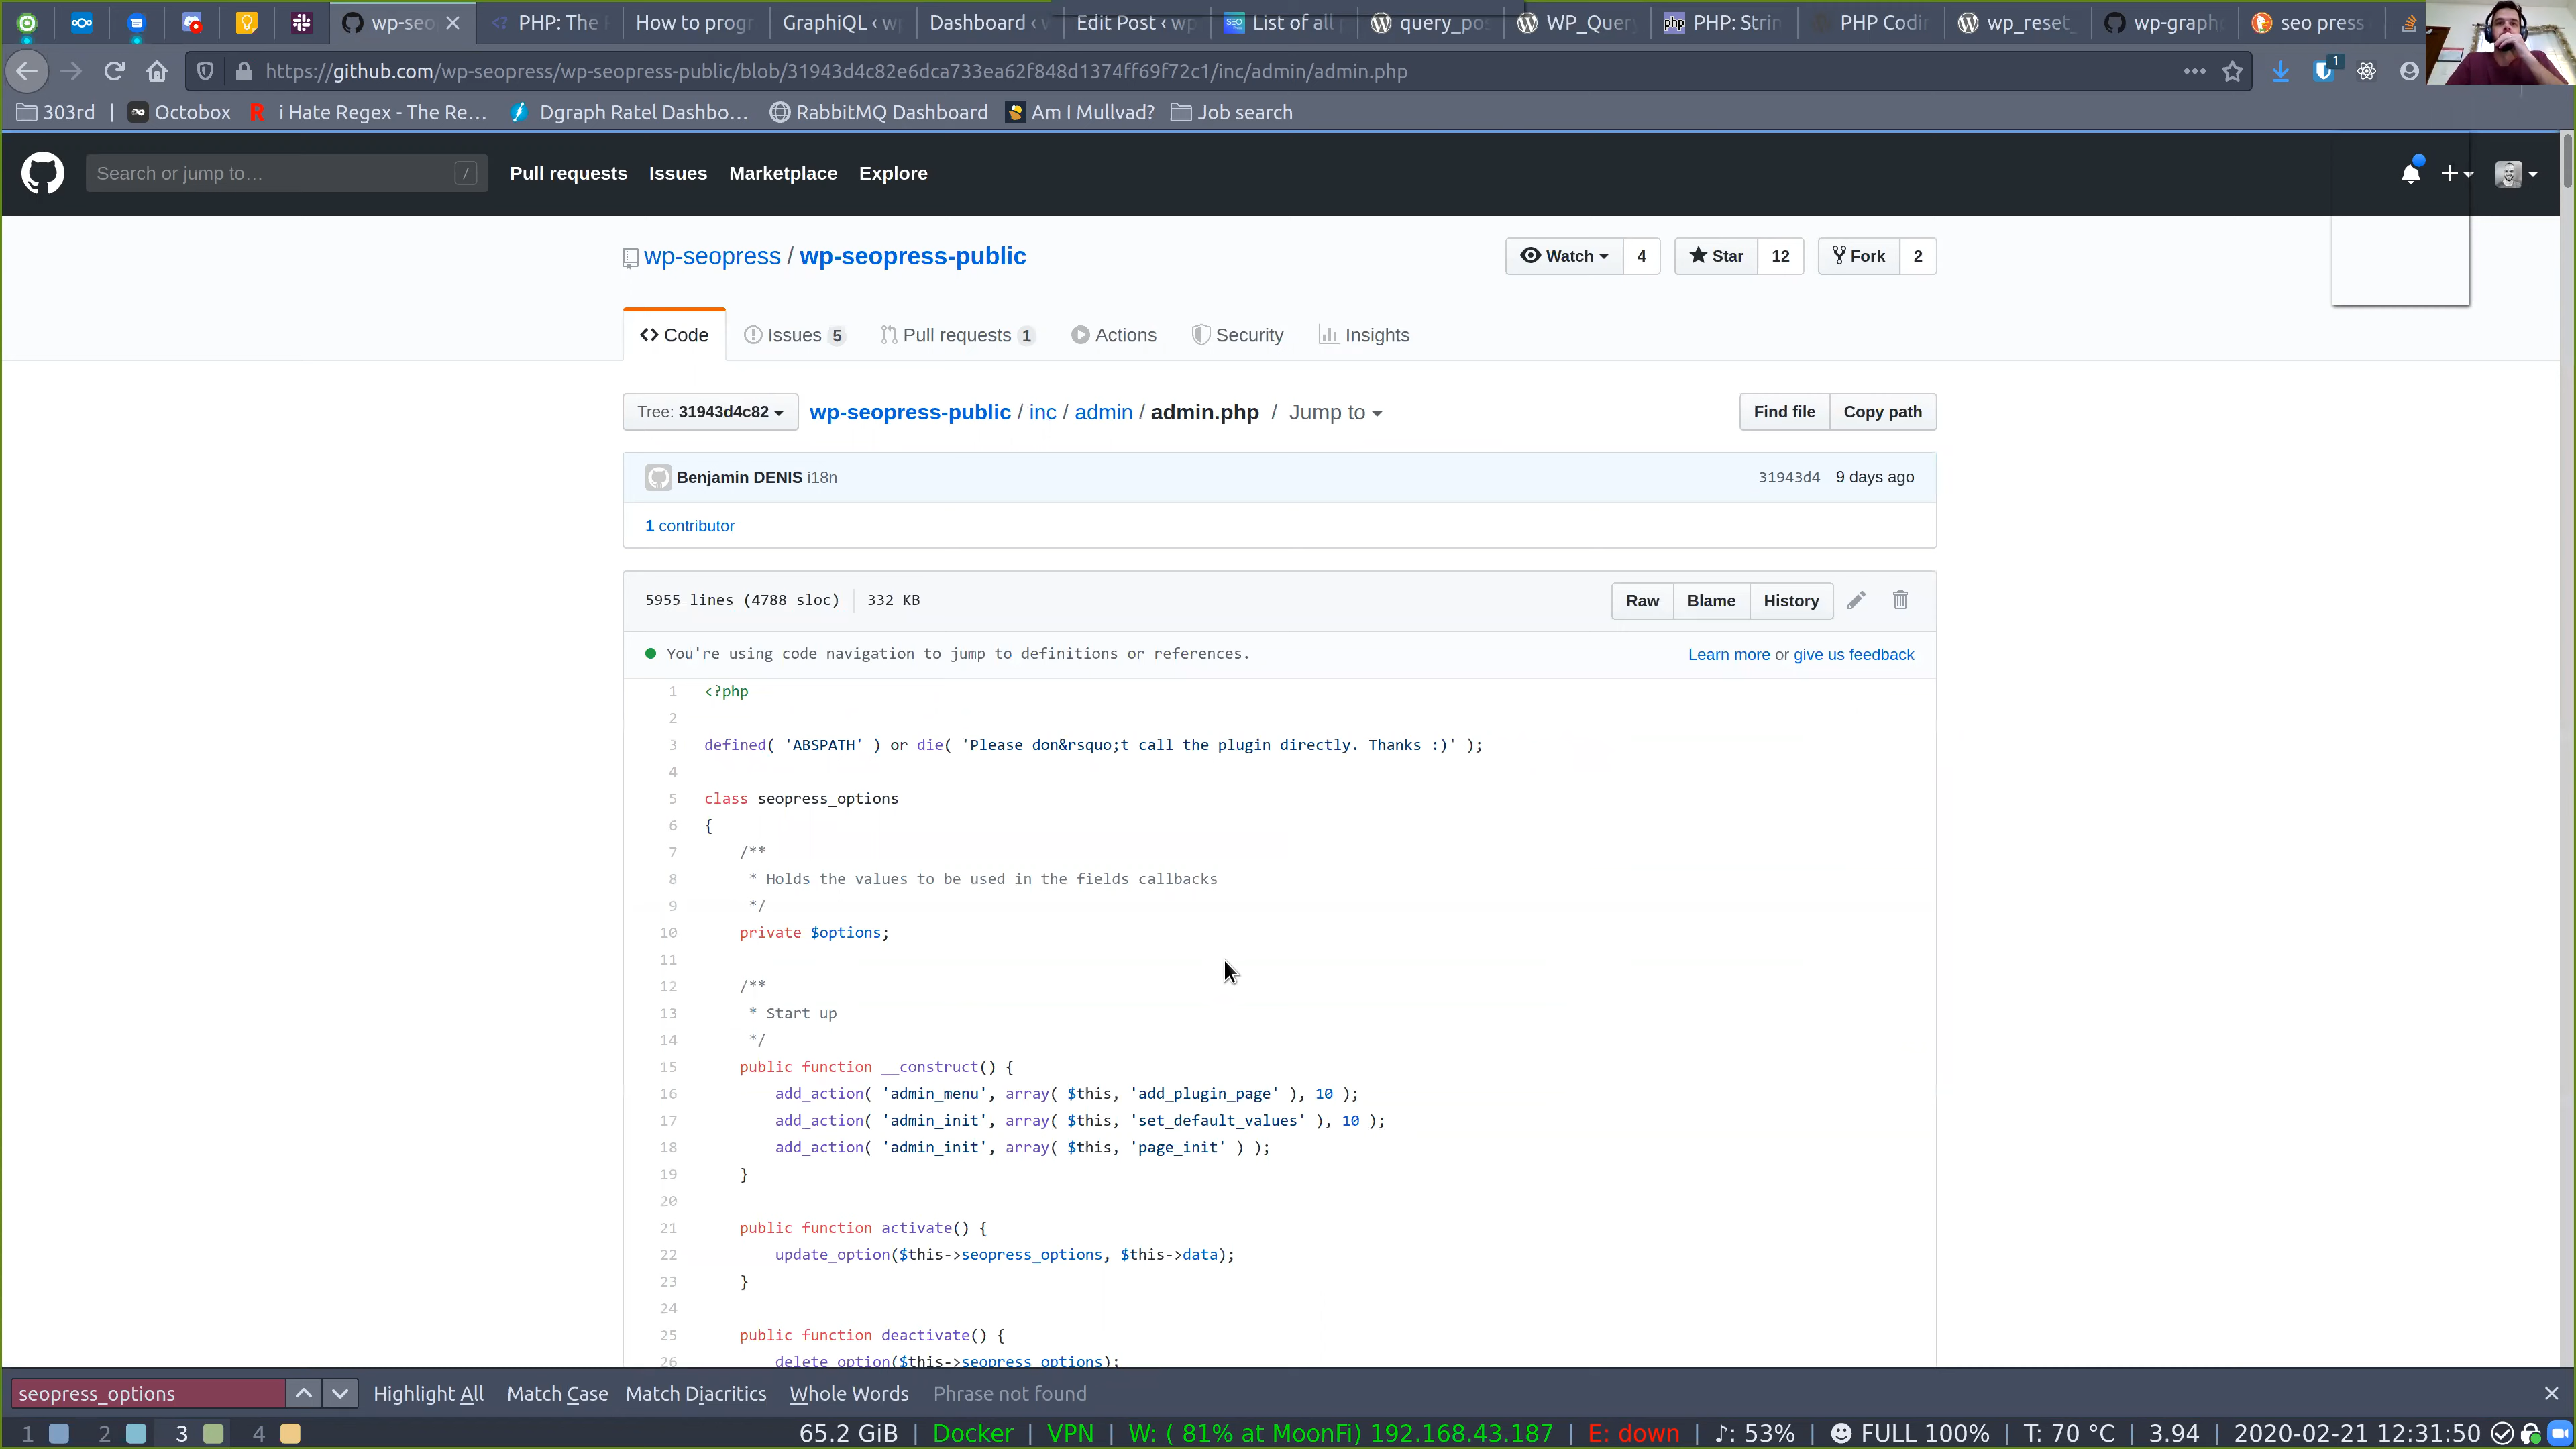 wp-seo
PHP: The
How to progr
GraphiQL ‹ w
Dashboard ‹
Edit Post ‹ wp
SEO List of all
query_po
WP_Quer
php PHP: Strin
PHP Codin
wp_reset_
wp-graph
seo press
https://github.com/wp-seopress/wp-seopress-public/blob/31943d4c82e6dca733ea62f848d1374ff69f72c1/inc/admin/admin.php
1
303rd | Octobox R i Hate Regex - The Re… Dgraph Ratel Dashbo… RabbitMQ Dashboard Am I Mullvad? Job search
Search or jump to… /
Pull requests Issues Marketplace Explore
wp-seopress / wp-seopress-public
Watch 4 Star 12 Fork 2
Code Issues 5 Pull requests 1 Actions Security Insights
Tree: 31943d4c82 wp-seopress-public / inc / admin / admin.php / Jump to
Find file Copy path
Benjamin DENIS i18n 31943d4 9 days ago
1 contributor
5955 lines (4788 sloc) 332 KB Raw Blame History
You're using code navigation to jump to definitions or references. Learn more or give us feedback
1 <?php
2
3 defined( 'ABSPATH' ) or die( 'Please don&rsquo;t call the plugin directly. Thanks :)' );
4
5 class seopress_options
6 {
7 /**
8 * Holds the values to be used in the fields callbacks
9 */
10 private $options;
11
12 /**
13 * Start up
14 */
15 public function __construct() {
16 add_action( 'admin_menu', array( $this, 'add_plugin_page' ), 10 );
17 add_action( 'admin_init', array( $this, 'set_default_values' ), 10 );
18 add_action( 'admin_init', array( $this, 'page_init' ) );
19 }
20
21 public function activate() {
22 update_option($this->seopress_options, $this->data);
23 }
24
25 public function deactivate() {
26 delete_option($this->seopress_options);
seopress_options Highlight All Match Case Match Diacritics Whole Words Phrase not found
1 2 3 4 65.2 GiB | Docker | VPN | W: ( 81% at MoonFi) 192.168.43.187 | E: down | ♪: 53% | ☻ FULL 100% | T: 70 °C | 3.94 | 2020-02-21 12:31:50